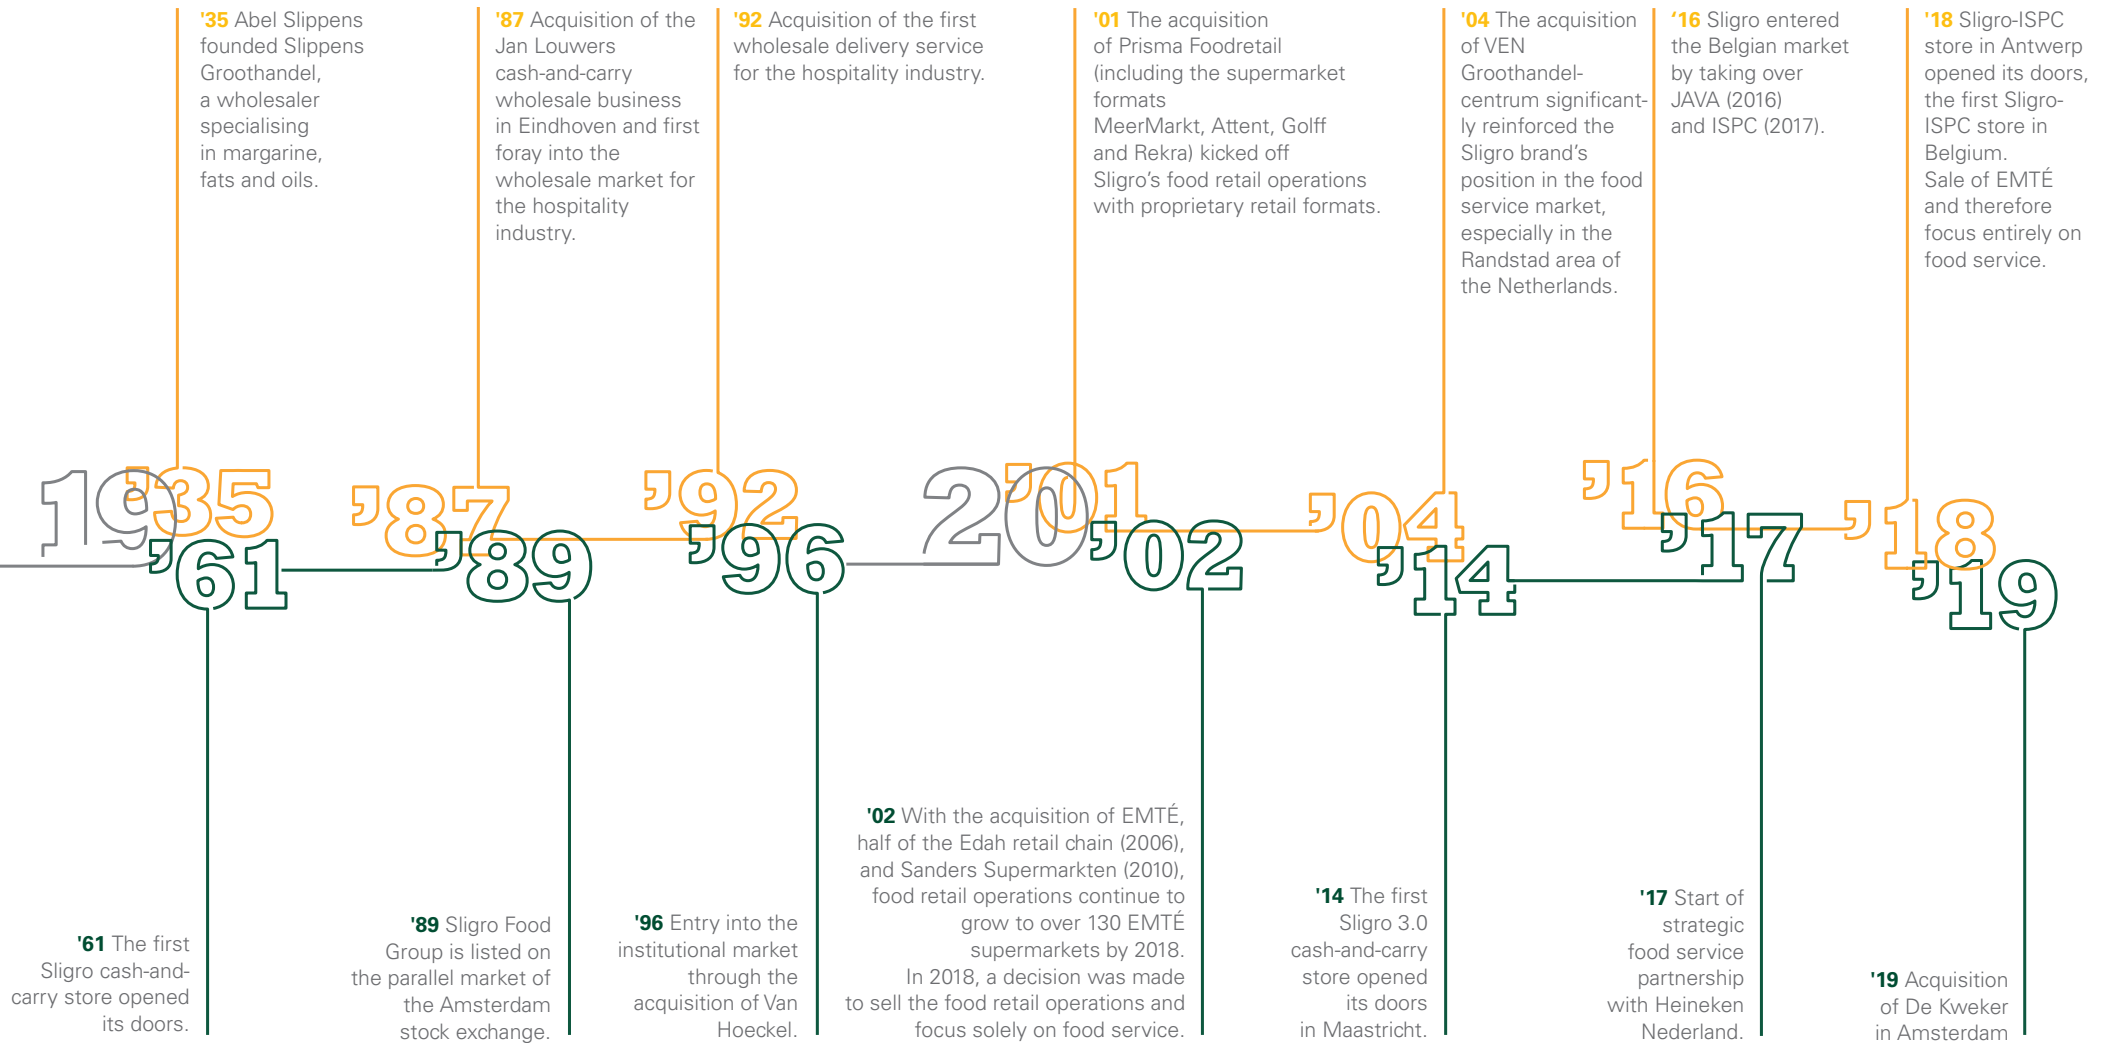 '35 Abel Slippens
founded Slippens
Groothandel,
a wholesaler
specialising
in margarine,
fats and oils.
'87 Acquisition of the
Jan Louwers
cash-and-carry
wholesale business
in Eindhoven and first
foray into the
wholesale market for
the hospitality
industry.
'92 Acquisition of the first
wholesale delivery service
for the hospitality industry.
'01 The acquisition
of Prisma Foodretail
(including the supermarket
formats
MeerMarkt, Attent, Golff
and Rekra) kicked off
Sligro’s food retail operations
with proprietary retail formats.
'04 The acquisition
of VEN
Groothandel-
centrum significant-
ly reinforced the
Sligro brand’s
position in the food
service market,
especially in the
Randstad area of
the Netherlands.
‘16 Sligro entered
the Belgian market
by taking over
JAVA (2016)
and ISPC (2017).
'18 Sligro-ISPC
store in Antwerp
opened its doors,
the first Sligro-
ISPC store in
Belgium.
Sale of EMTÉ
and therefore
focus entirely on
food service.
19
’35
’61
’87
’89
’92
’96
20
’01
’02
’04
’14
’16
’17
’18
’19
'61 The first
Sligro cash-and-
carry store opened
its doors.
'89 Sligro Food
Group is listed on
the parallel market of
the Amsterdam
stock exchange.
'96 Entry into the
institutional market
through the
acquisition of Van
Hoeckel.
'02 With the acquisition of EMTÉ,
half of the Edah retail chain (2006),
and Sanders Supermarkten (2010),
food retail operations continue to
grow to over 130 EMTÉ
supermarkets by 2018.
In 2018, a decision was made
to sell the food retail operations and
focus solely on food service.
'14 The first
Sligro 3.0
cash-and-carry
store opened
its doors
in Maastricht.
'17 Start of
strategic
food service
partnership
with Heineken
Nederland.
'19 Acquisition
of De Kweker
in Amsterdam